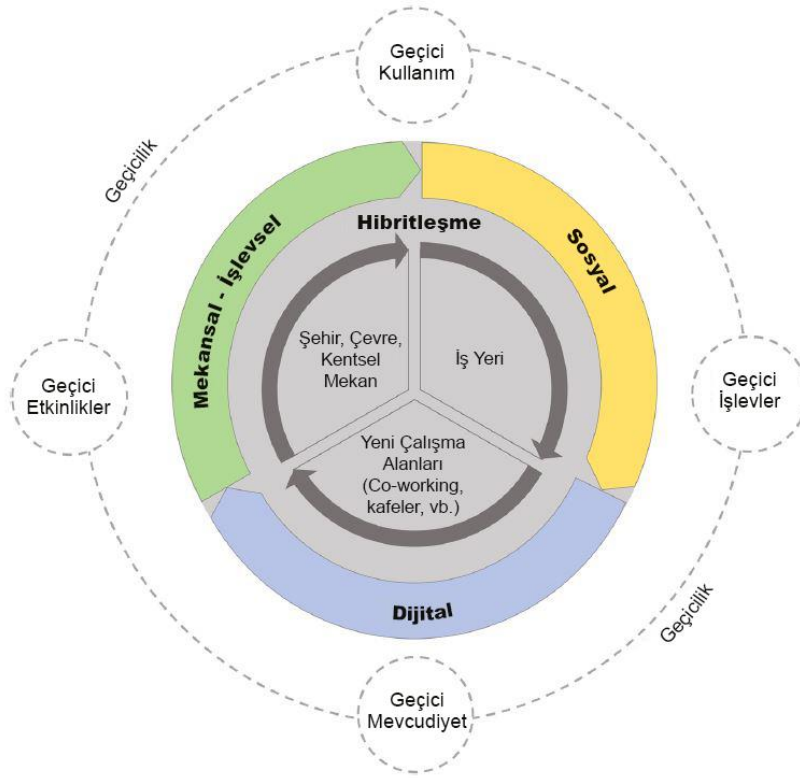 Geçici
Kullanım
Geçicilik
Hibritleşme
Mekansal - İşlevsel
Sosyal
Şehir, Çevre,
Kentsel
Mekan
İş Yeri
Geçici
Etkinlikler
Geçici
İşlevler
Yeni Çalışma
Alanları
(Co-working,
kafeler, vb.)
Dijital
Geçicilik
Geçici
Mevcudiyet